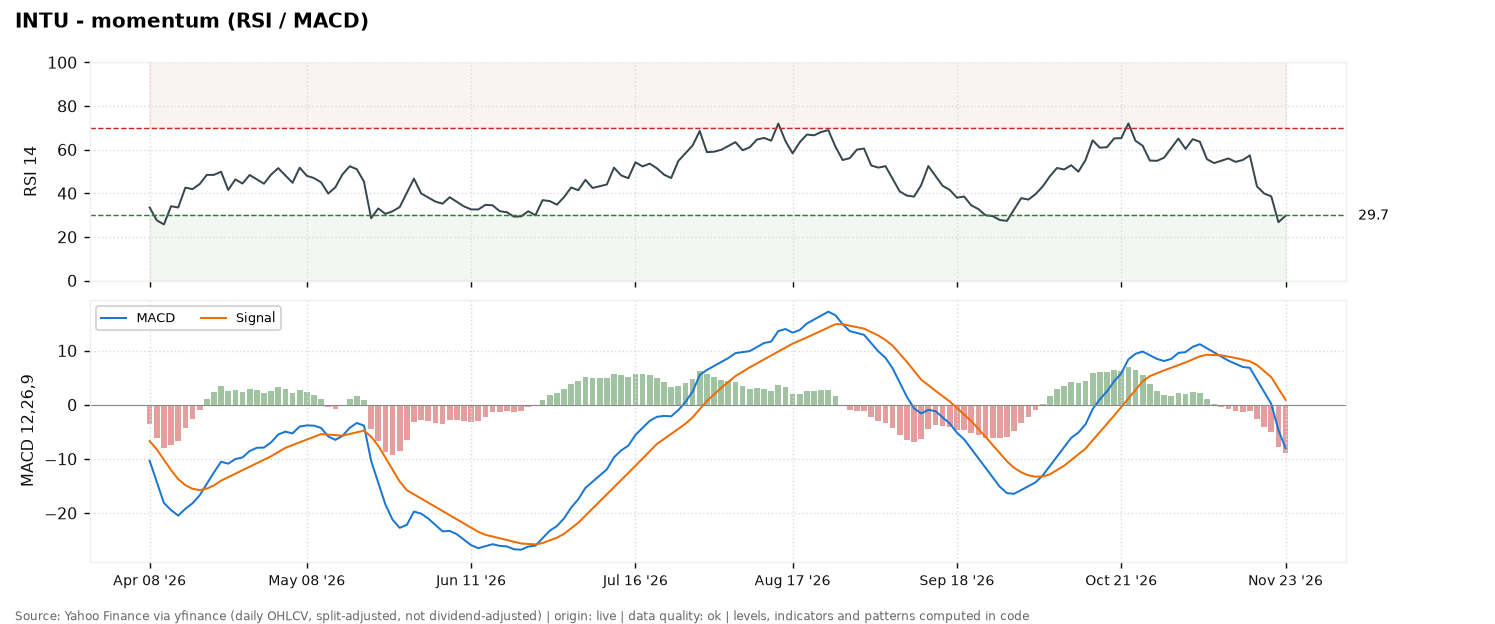 INTU - momentum (RSI / MACD)
100
80
60
40
20
0
RSI 14
29.7
MACD
Signal
10
0
−10
−20
MACD 12,26,9
Apr 08 '26
May 08 '26
Jun 11 '26
Jul 16 '26
Aug 17 '26
Sep 18 '26
Oct 21 '26
Nov 23 '26
Source: Yahoo Finance via yfinance (daily OHLCV, split-adjusted, not dividend-adjusted) | origin: live | data quality: ok | levels, indicators and patterns computed in code